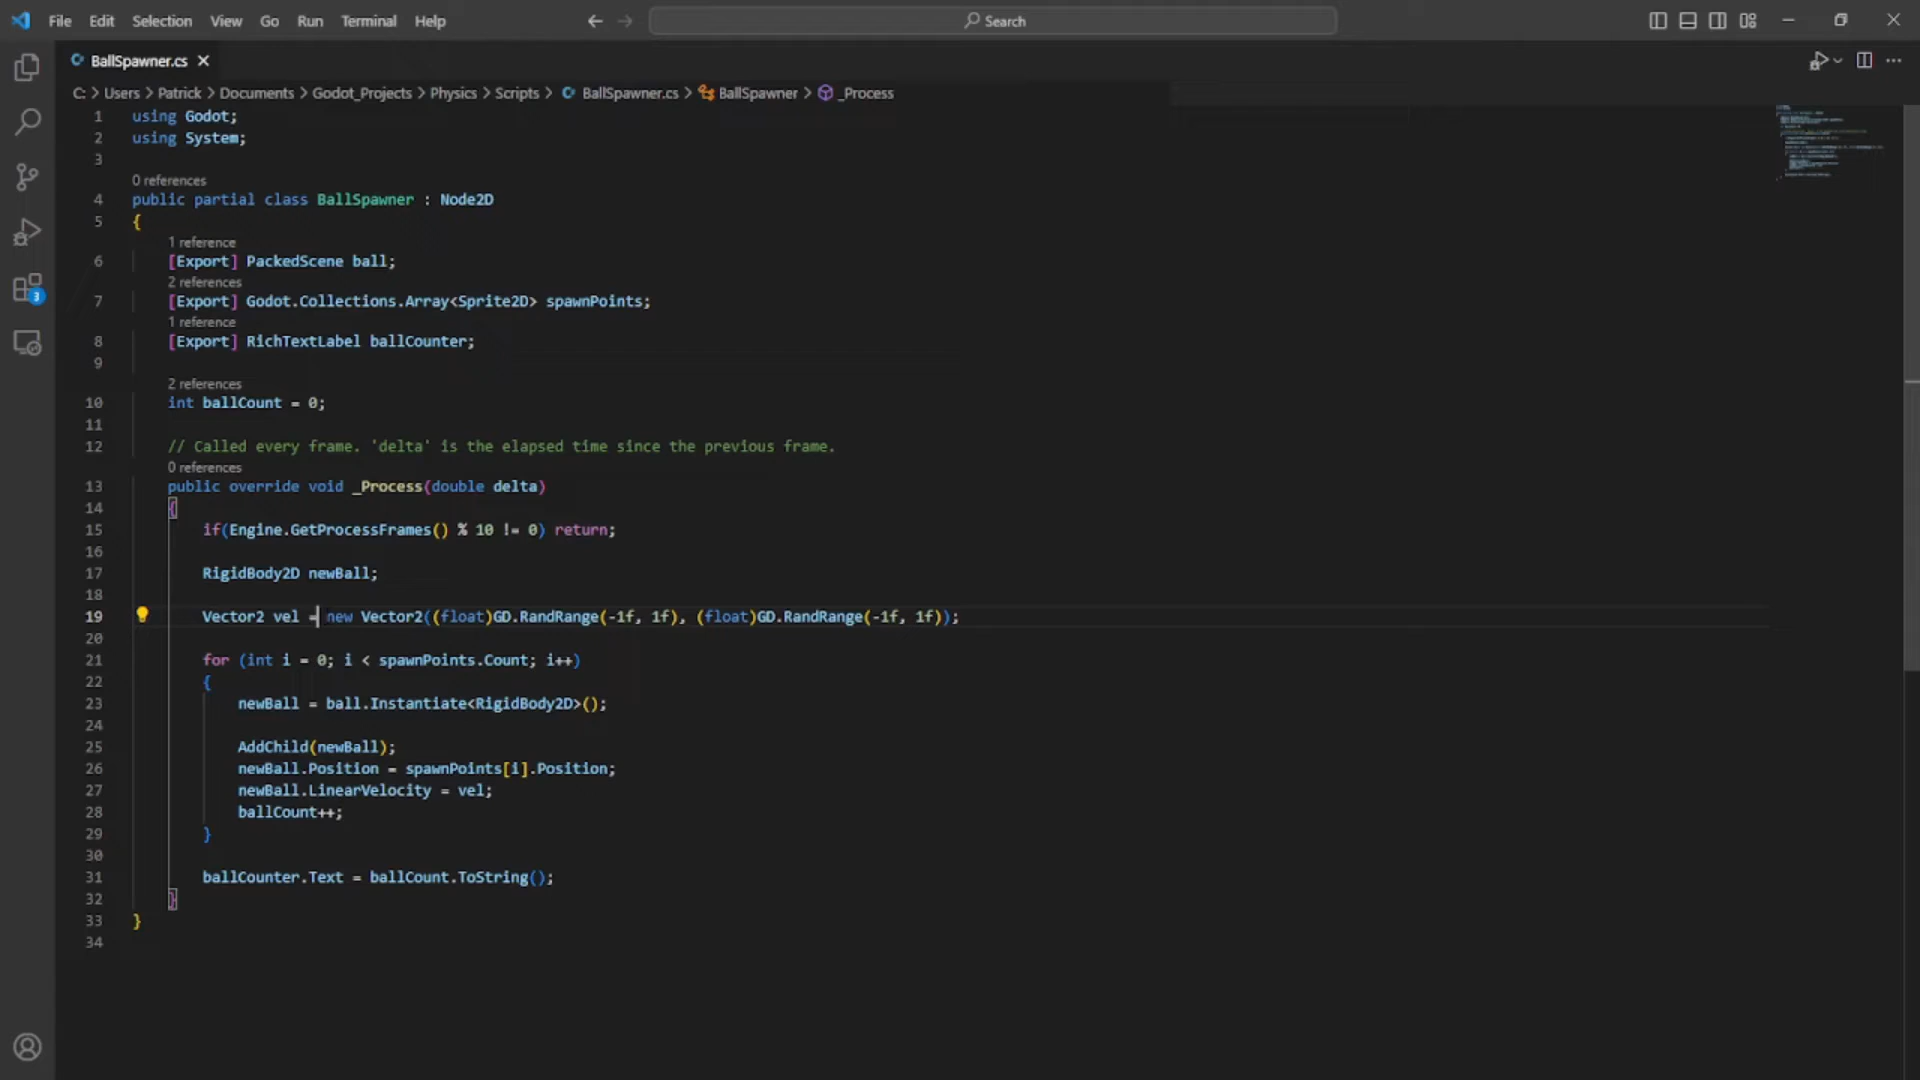 File Edit Selection View Go Run Terminal Help Search
BallSpawner.cs
C: > Users > Patrick > Documents > Godot_Projects > Physics > Scripts > BallSpawner.cs > BallSpawner > _Process
1 using Godot;
2 using System;
3
0 references
4 public partial class BallSpawner : Node2D
5 {
1 reference
6 [Export] PackedScene ball;
2 references
7 [Export] Godot.Collections.Array<Sprite2D> spawnPoints;
1 reference
8 [Export] RichTextLabel ballCounter;
9
2 references
10 int ballCount = 0;
11
12 // Called every frame. 'delta' is the elapsed time since the previous frame.
0 references
13 public override void _Process(double delta)
14 {
15 if(Engine.GetProcessFrames() % 10 != 0) return;
16
17 RigidBody2D newBall;
18
19 Vector2 vel = new Vector2((float)GD.RandRange(-1f, 1f), (float)GD.RandRange(-1f, 1f));
20
21 for (int i = 0; i < spawnPoints.Count; i++)
22 {
23 newBall = ball.Instantiate<RigidBody2D>();
24
25 AddChild(newBall);
26 newBall.Position = spawnPoints[i].Position;
27 newBall.LinearVelocity = vel;
28 ballCount++;
29 }
30
31 ballCounter.Text = ballCount.ToString();
32 }
33 }
34
3